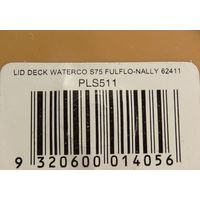 LID DECK WATERCO S75 FULFLO-NALLY 62411
PLS511
9 320600 014056